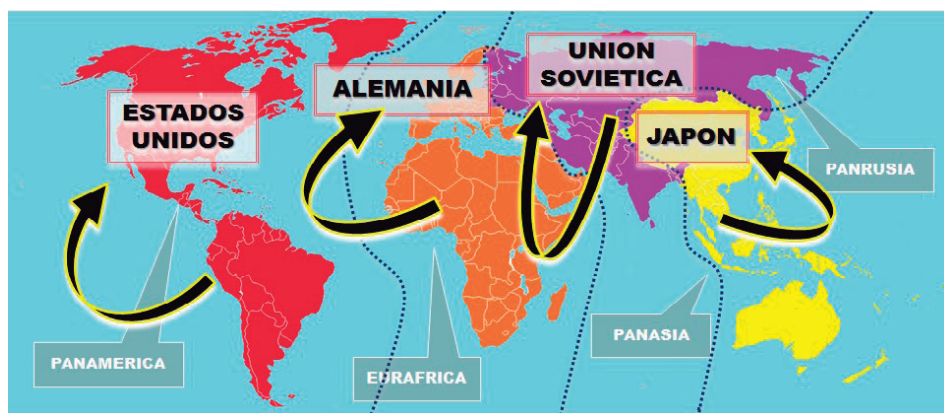 ESTADOS
UNIDOS
ALEMANIA
UNION
SOVIETICA
JAPON
PANRUSIA
PANAMERICA
EURAFRICA
PANASIA